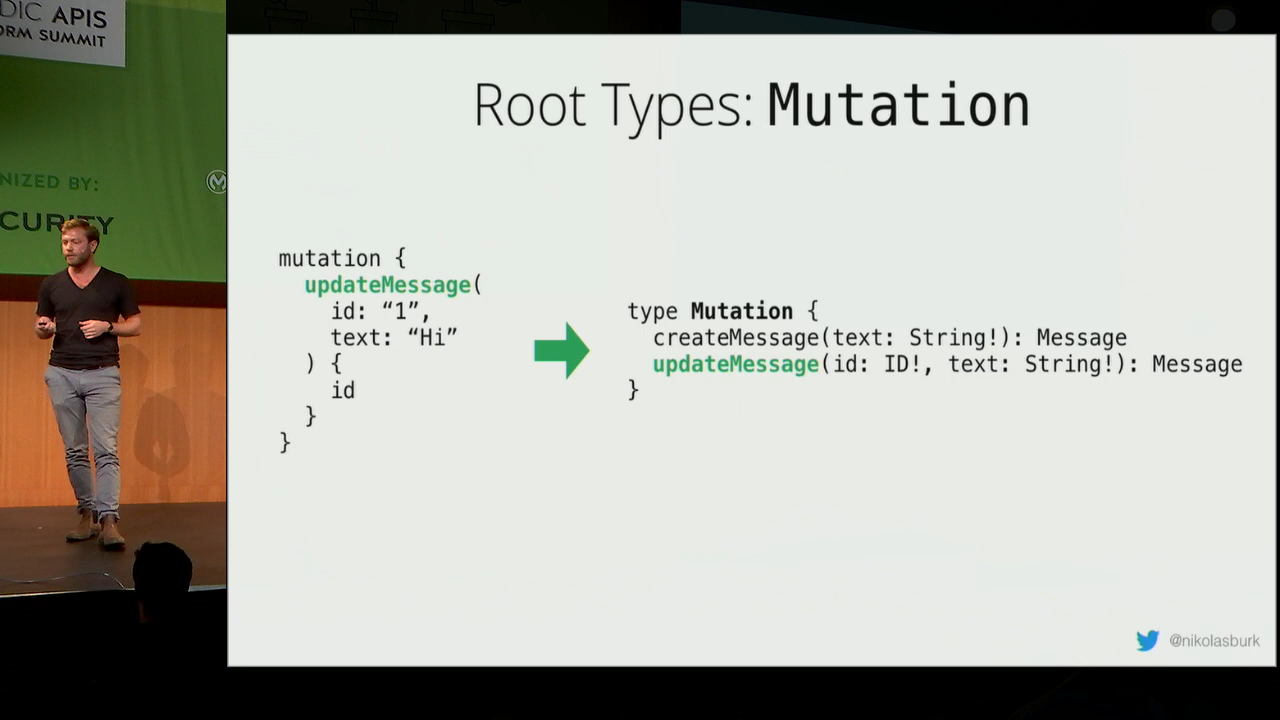 DIC APIS
ORM SUMMIT
NIZED BY:
CURITY
Root Types: Mutation
mutation {
  updateMessage(
    id: “1”,
    text: “Hi”
  ) {
    id
  }
}
type Mutation {
  createMessage(text: String!): Message
  updateMessage(id: ID!, text: String!): Message
}
@nikolasburk